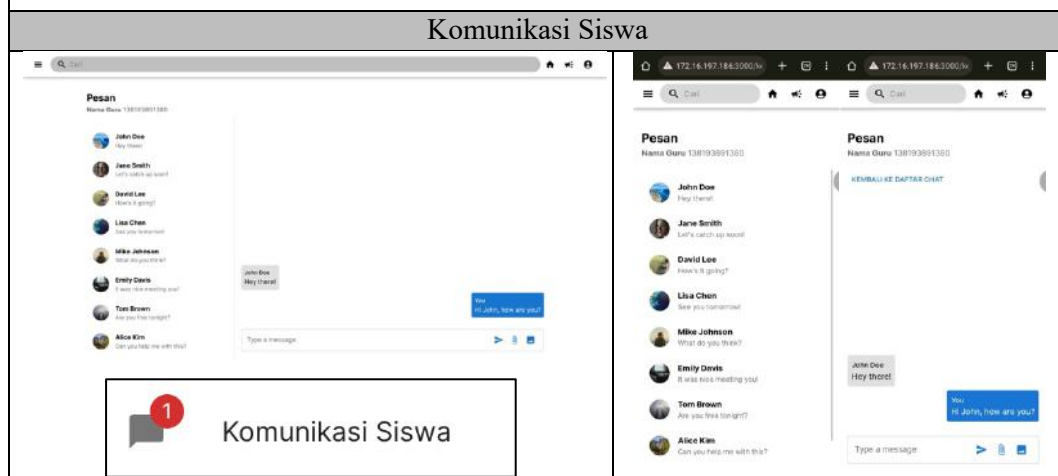 Komunikasi Siswa
Cari
Pesan
Nama Guru 138193891380
John Doe
Hey there!
Jane Smith
Let's catch up soon!
David Lee
How's it going?
Lisa Chen
See you tomorrow!
Mike Johnson
What do you think?
Emily Davis
It was nice meeting you!
Tom Brown
Are you free tonight?
Alice Kim
Can you help me with this?
John Doe
Hey there!
You
Hi John, how are you?
Type a message
1
Komunikasi Siswa
172.16.197.186:3000/
Cari
Pesan
Nama Guru 138193891380
John Doe
Hey there!
Jane Smith
Let's catch up soon!
David Lee
How's it going?
Lisa Chen
See you tomorrow!
Mike Johnson
What do you think?
Emily Davis
It was nice meeting you!
Tom Brown
Are you free tonight?
Alice Kim
Can you help me with this?
172.16.197.186:3000/
Cari
Pesan
Nama Guru 138193891380
KEMBALI KE DAFTAR CHAT
John Doe
Hey there!
You
Hi John, how are you?
Type a message